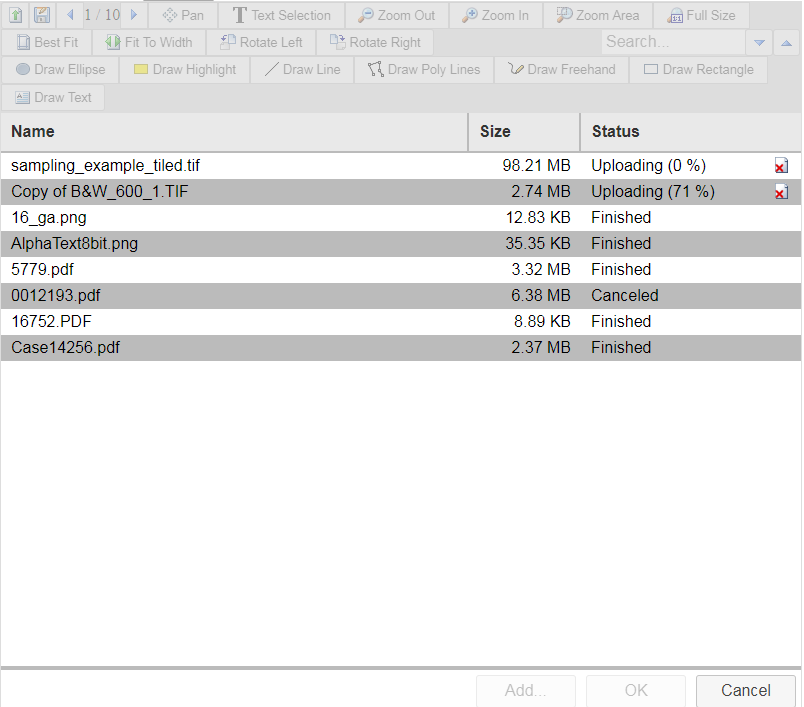 1 / 10 Pan Text Selection Zoom Out Zoom In Zoom Area Full Size
Best Fit Fit To Width Rotate Left Rotate Right Search...
Draw Ellipse Draw Highlight Draw Line Draw Poly Lines Draw Freehand Draw Rectangle
Draw Text
Name Size Status
sampling_example_tiled.tif 98.21 MB Uploading (0 %)
Copy of B&W_600_1.TIF 2.74 MB Uploading (71 %)
16_ga.png 12.83 KB Finished
AlphaText8bit.png 35.35 KB Finished
5779.pdf 3.32 MB Finished
0012193.pdf 6.38 MB Canceled
16752.PDF 8.89 KB Finished
Case14256.pdf 2.37 MB Finished
Add... OK Cancel